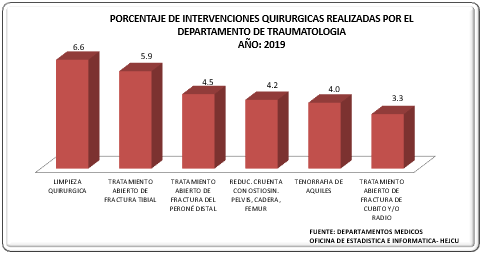 PORCENTAJE DE INTERVENCIONES QUIRURGICAS REALIZADAS POR EL
DEPARTAMENTO DE TRAUMATOLOGIA
AÑO: 2019
6.6
5.9
4.5
4.2
4.0
3.3
LIMPIEZA
QUIRURGICA
TRATAMIENTO
ABIERTO DE
FRACTURA TIBIAL
TRATAMIENTO
ABIERTO DE
FRACTURA DEL
PERONÉ DISTAL
REDUC. CRUENTA
CON OSTIOSIN.
PELVIS, CADERA,
FEMUR
TENORRAFIA DE
AQUILES
TRATAMIENTO
ABIERTO DE
FRACTURA DE
CUBITO Y/O
RADIO
FUENTE: DEPARTAMENTOS MEDICOS
OFICINA DE ESTADISTICA E INFORMATICA- HEJCU